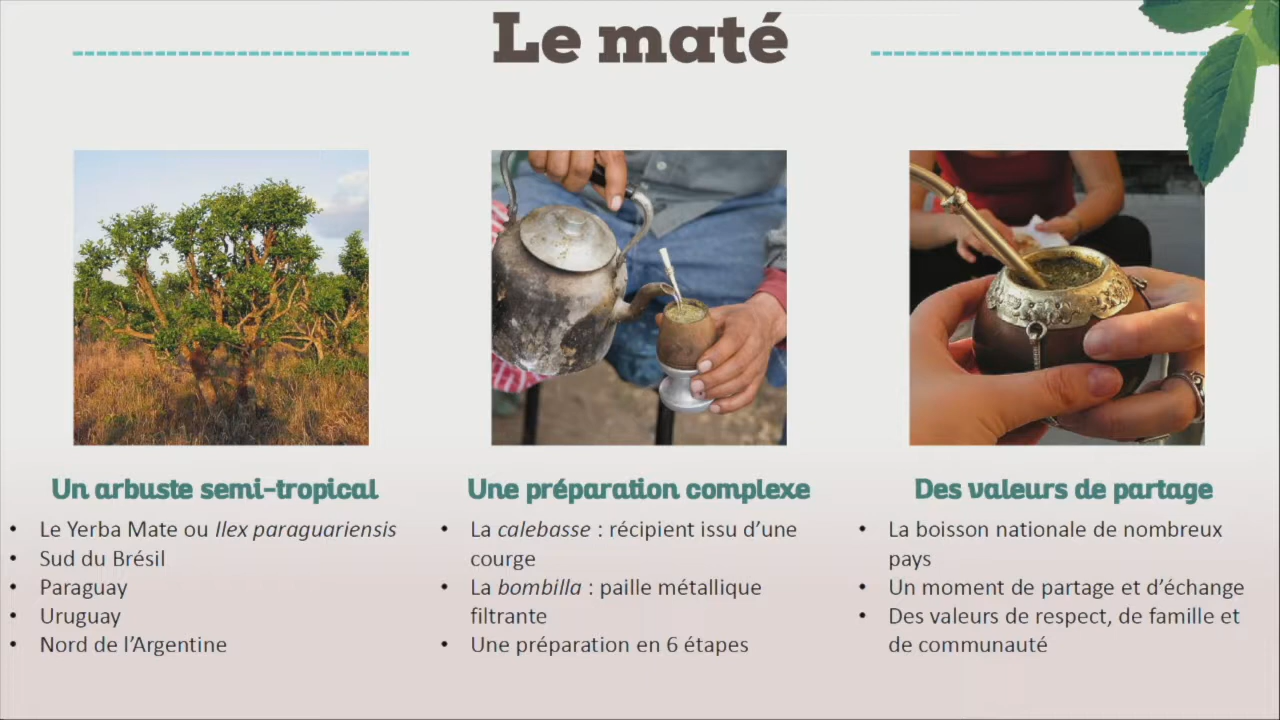 Le maté
Un arbuste semi-tropical
• Le Yerba Mate ou Ilex paraguariensis
• Sud du Brésil
• Paraguay
• Uruguay
• Nord de l'Argentine
Une préparation complexe
• La calebasse : récipient issu d'une
courge
• La bombilla : paille métallique
filtrante
• Une préparation en 6 étapes
Des valeurs de partage
• La boisson nationale de nombreux
pays
• Un moment de partage et d'échange
• Des valeurs de respect, de famille et
de communauté